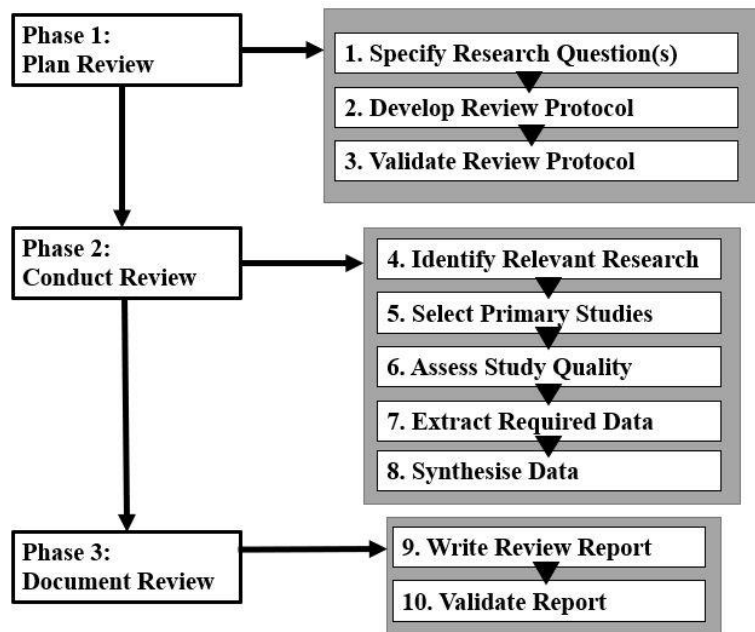 Phase 1:
Plan Review
1. Specify Research Question(s)
2. Develop Review Protocol
3. Validate Review Protocol
Phase 2:
Conduct Review
4. Identify Relevant Research
5. Select Primary Studies
6. Assess Study Quality
7. Extract Required Data
8. Synthesise Data
Phase 3:
Document Review
9. Write Review Report
10. Validate Report